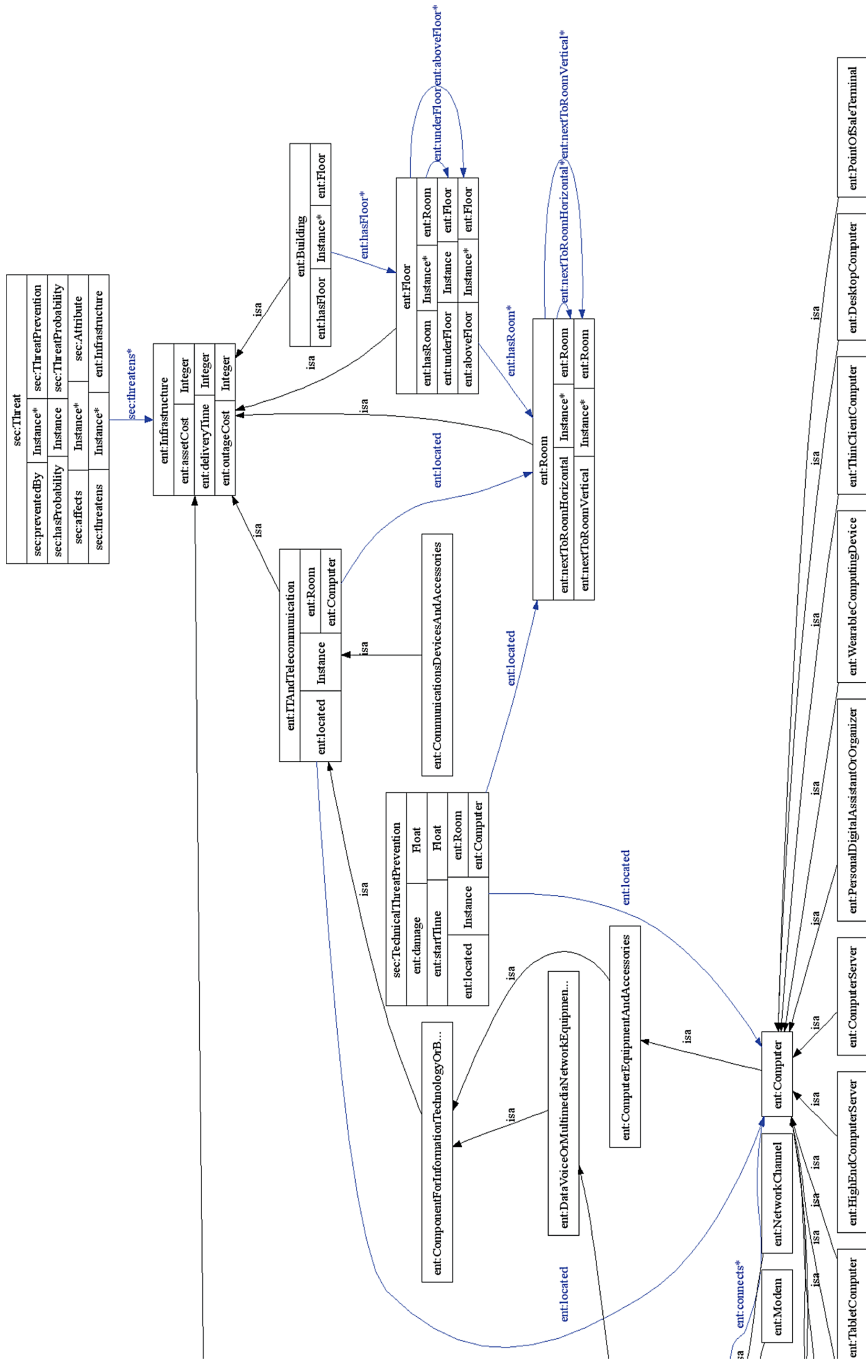 sec:Threat
sec:preventedBy Instance* sec:ThreatPrevention
sec:hasProbability Instance sec:ThreatProbability
sec:affects Instance* sec:Attribute
sec:threatens Instance* ent:Infrastructure
sec:threatens*
ent:Infrastructure
ent:assetCost Integer
ent:deliveryTime Integer
ent:outageCost Integer
isa
isa
isa
isa
ent:Building
ent:hasFloor Instance* ent:Floor
ent:hasFloor*
ent:Floor
ent:hasRoom Instance* ent:Room
ent:underFloor Instance ent:Floor
ent:aboveFloor Instance* ent:Floor
ent:underFloor
ent:aboveFloor*
ent:hasRoom*
ent:Room
ent:nextToRoomHorizontal Instance* ent:Room
ent:nextToRoomVertical Instance* ent:Room
ent:nextToRoomHorizontal*
ent:nextToRoomVertical*
ent:located
ent:ITAndTelecommunication
ent:located Instance ent:Room
ent:Computer
isa
ent:CommunicationsDevicesAndAccessories
ent:located
sec:TechnicalThreatPrevention
ent:damage Float
ent:startTime Float
ent:located Instance ent:Room
ent:Computer
isa
ent:located
ent:ComponentForInformationTechnologyOrB...
isa
isa
ent:DataVoiceOrMultimediaNetworkEquipmen...
ent:ComputerEquipmentAndAccessories
isa
ent:located
ent:Computer
ent:NetworkChannel
ent:Modem
ent:connects*
isa
isa
isa
isa
isa
isa
isa
isa
isa
isa
isa
ent:PointOfSaleTerminal
ent:DesktopComputer
ent:ThinClientComputer
ent:WearableComputingDevice
ent:PersonalDigitalAssistantOrOrganizer
ent:ComputerServer
ent:HighEndComputerServer
ent:TabletComputer